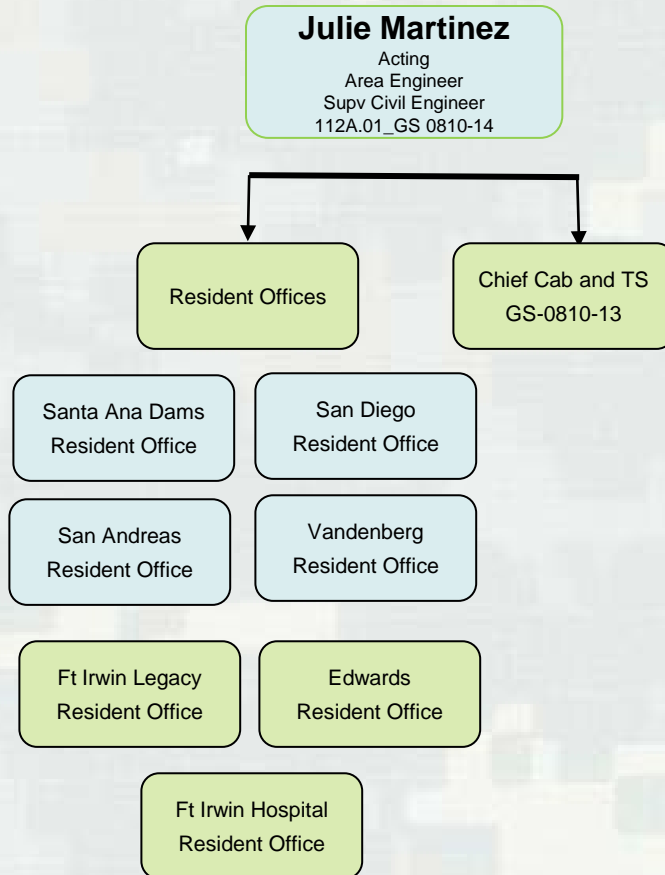 Julie Martinez
Acting
Area Engineer
Supv Civil Engineer
112A.01_GS 0810-14
Resident Offices
Chief Cab and TS
GS-0810-13
Santa Ana Dams
Resident Office
San Diego
Resident Office
San Andreas
Resident Office
Vandenberg
Resident Office
Ft Irwin Legacy
Resident Office
Edwards
Resident Office
Ft Irwin Hospital
Resident Office